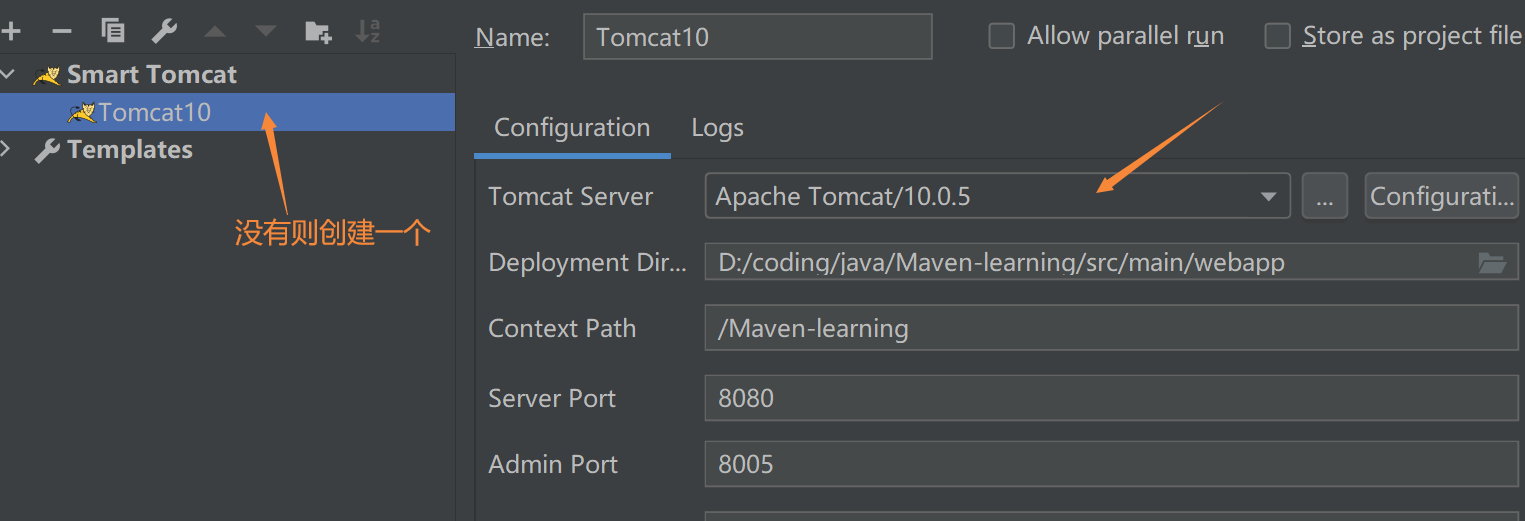 Name: Tomcat10 Allow parallel run Store as project file
Smart Tomcat
Tomcat10
Templates
没有则创建一个
Configuration Logs
Tomcat Server Apache Tomcat/10.0.5 ... Configurati...
Deployment Dir... D:/coding/java/Maven-learning/src/main/webapp
Context Path /Maven-learning
Server Port 8080
Admin Port 8005